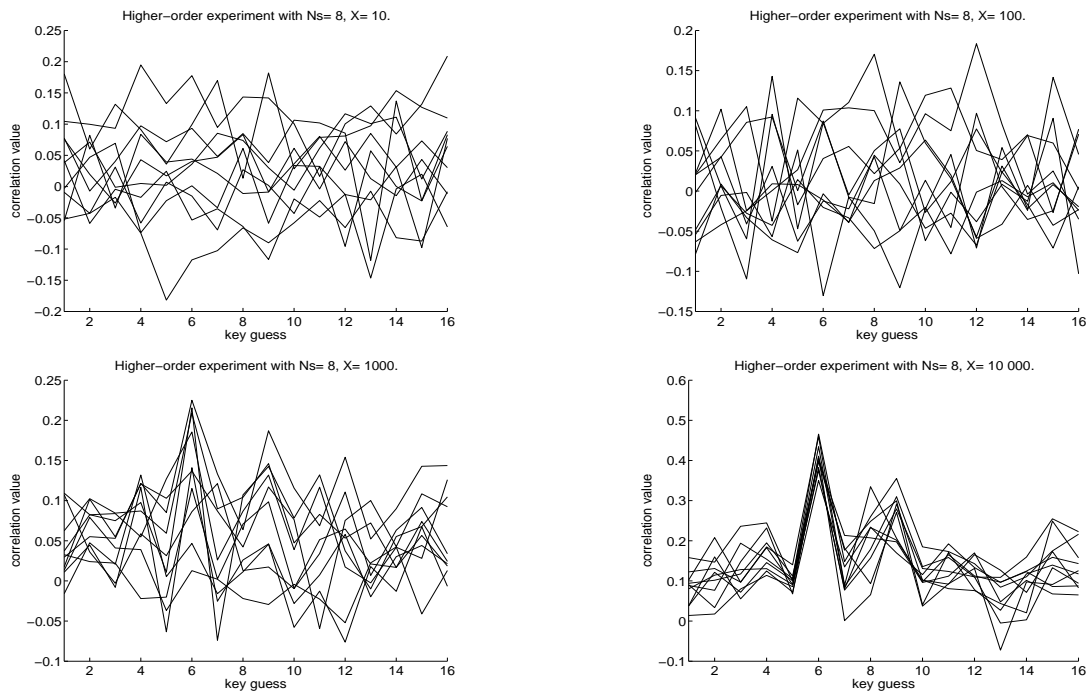 Higher−order experiment with Ns= 8, X= 10.
0.25
0.2
0.15
0.1
0.05
0
−0.05
−0.1
0.15
−0.2
correlation value
2 4 6 8 10 12 14 16
key guess
Higher−order experiment with Ns= 8, X= 100.
0.2
0.15
0.1
0.05
0
−0.05
−0.1
−0.15
correlation value
2 4 6 8 10 12 14 16
key guess
Higher−order experiment with Ns= 8, X= 1000.
0.25
0.2
0.15
0.1
0.05
0
−0.05
−0.1
correlation value
2 4 6 8 10 12 14 16
key guess
Higher−order experiment with Ns= 8, X= 10 000.
0.6
0.5
0.4
0.3
0.2
0.1
0
−0.1
correlation value
2 4 6 8 10 12 14 16
key guess